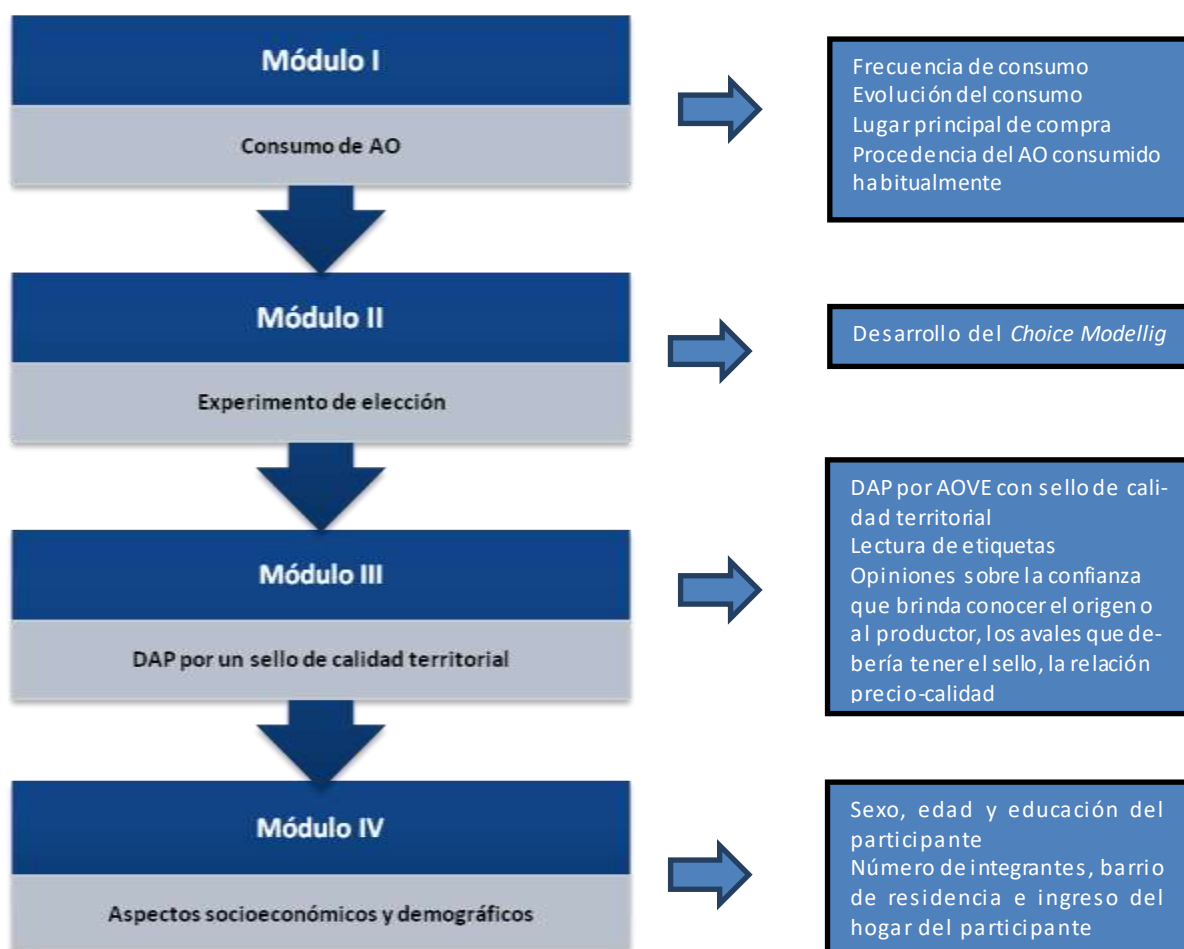 Módulo I
Consumo de AO
Frecuencia de consumo
Evolución del consumo
Lugar principal de compra
Procedencia del AO consumido
habitualmente
Módulo II
Experimento de elección
Desarrollo del Choice Modellig
Módulo III
DAP por un sello de calidad territorial
DAP por AOVE con sello de cali-
dad territorial
Lectura de etiquetas
Opiniones sobre la confianza
que brinda conocer el origen o
al productor, los avales que de-
bería tener el sello, la relación
precio-calidad
Módulo IV
Aspectos socioeconómicos y demográficos
Sexo, edad y educación del
participante
Número de integrantes, barrio
de residencia e ingreso del
hogar del participante